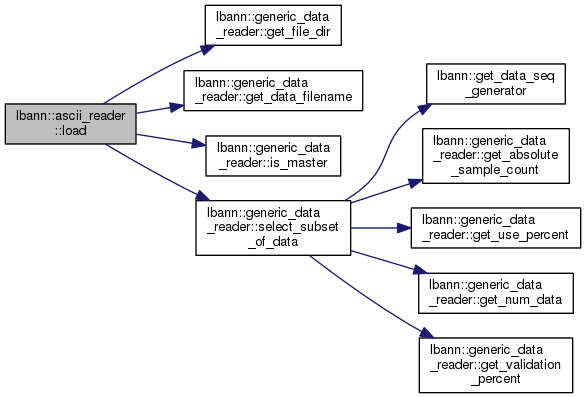 lbann::ascii_reader
::load
lbann::generic_data
_reader::get_file_dir
lbann::generic_data
_reader::get_data_filename
lbann::generic_data
_reader::is_master
lbann::generic_data
_reader::select_subset
_of_data
lbann::get_data_seq
_generator
lbann::generic_data
_reader::get_absolute
_sample_count
lbann::generic_data
_reader::get_use_percent
lbann::generic_data
_reader::get_num_data
lbann::generic_data
_reader::get_validation
_percent